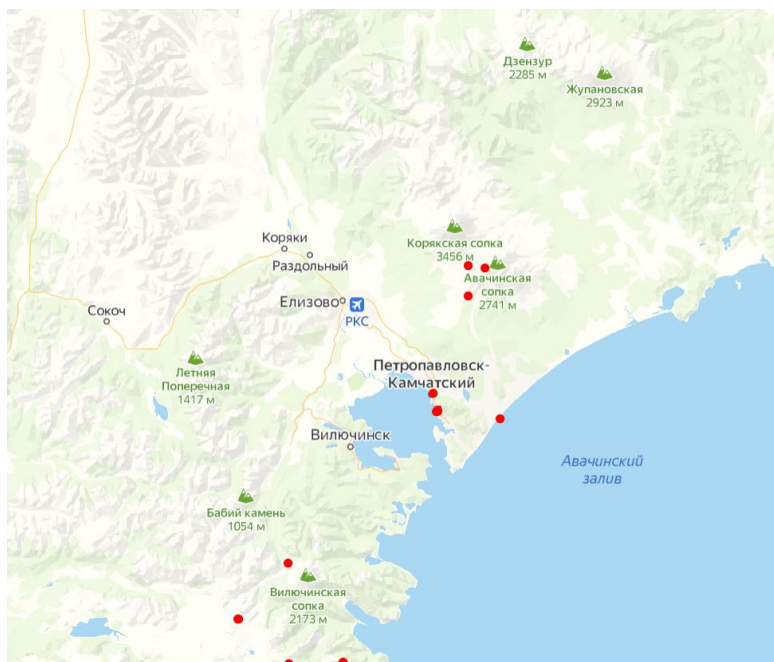 Дзензур
2285 м
Жупановская
2923 м
Корякская сопка
3456 м
Коряки
Раздольный
Авачинская
сопка
2741 м
Елизово
РКС
Сокоч
Летняя
Поперечная
1417 м
Петропавловск-
Камчатский
Вилючинск
Авачинский
залив
Бабий камень
1054 м
Вилючинская
сопка
2173 м